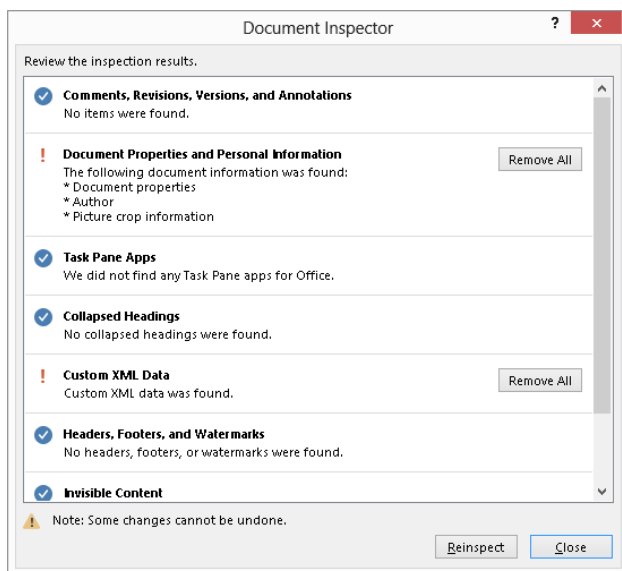 Document Inspector
?
Review the inspection results.
Comments, Revisions, Versions, and Annotations
No items were found.
Document Properties and Personal Information
Remove All
The following document information was found:
* Document properties
* Author
* Picture crop information
Task Pane Apps
We did not find any Task Pane apps for Office.
Collapsed Headings
No collapsed headings were found.
Custom XML Data
Remove All
Custom XML data was found.
Headers, Footers, and Watermarks
No headers, footers, or watermarks were found.
Invisible Content
Note: Some changes cannot be undone.
Reinspect
Close